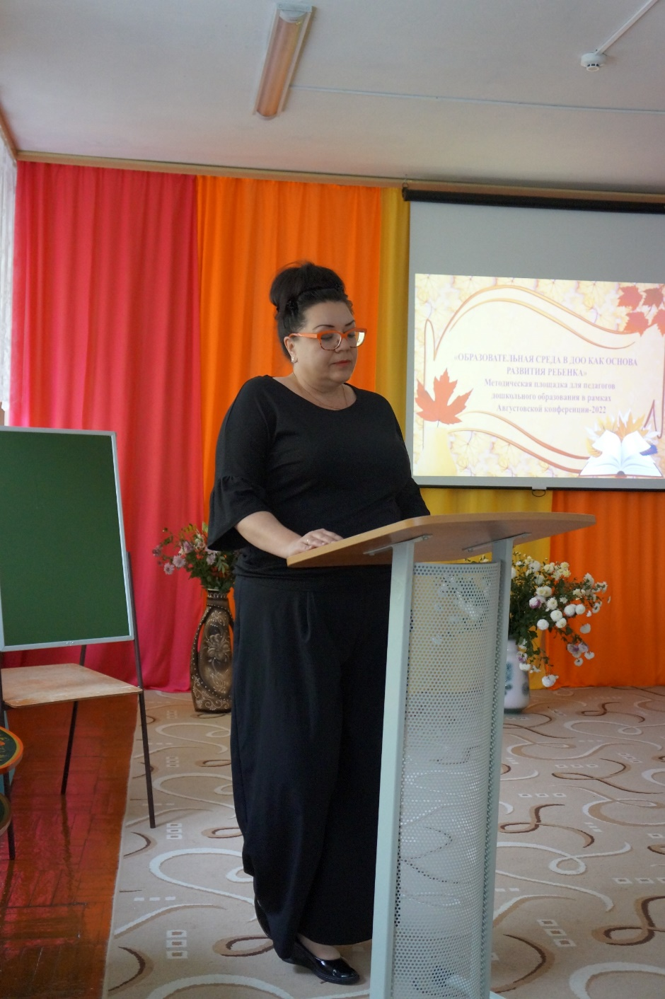 «ОБРАЗОВАТЕЛЬНАЯ СРЕДА В ДОО КАК ОСНОВА
РАЗВИТИЯ РЕБЕНКА»
Методическая площадка для педагогов
дошкольного образования в рамках
Августовской конференции-2022